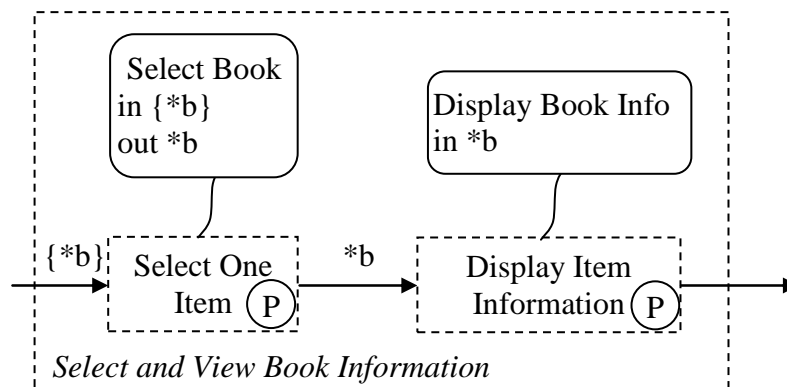 Select Book
in {*b}
out *b
Display Book Info
in *b
{*b}
Select One
Item
P
*b
Display Item
Information
P
Select and View Book Information